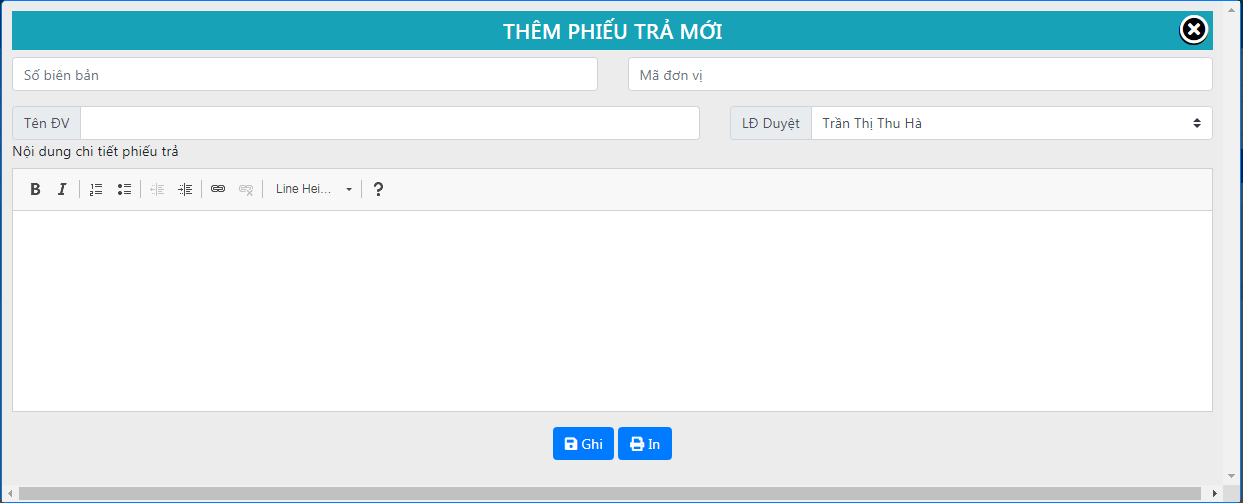 THÊM PHIẾU TRẢ MỚI
Số biên bản
Mã đơn vị
Tên ĐV
LĐ Duyệt
Trần Thị Thu Hà
Nội dung chi tiết phiếu trả
B I Line Hei... ?
Ghi In